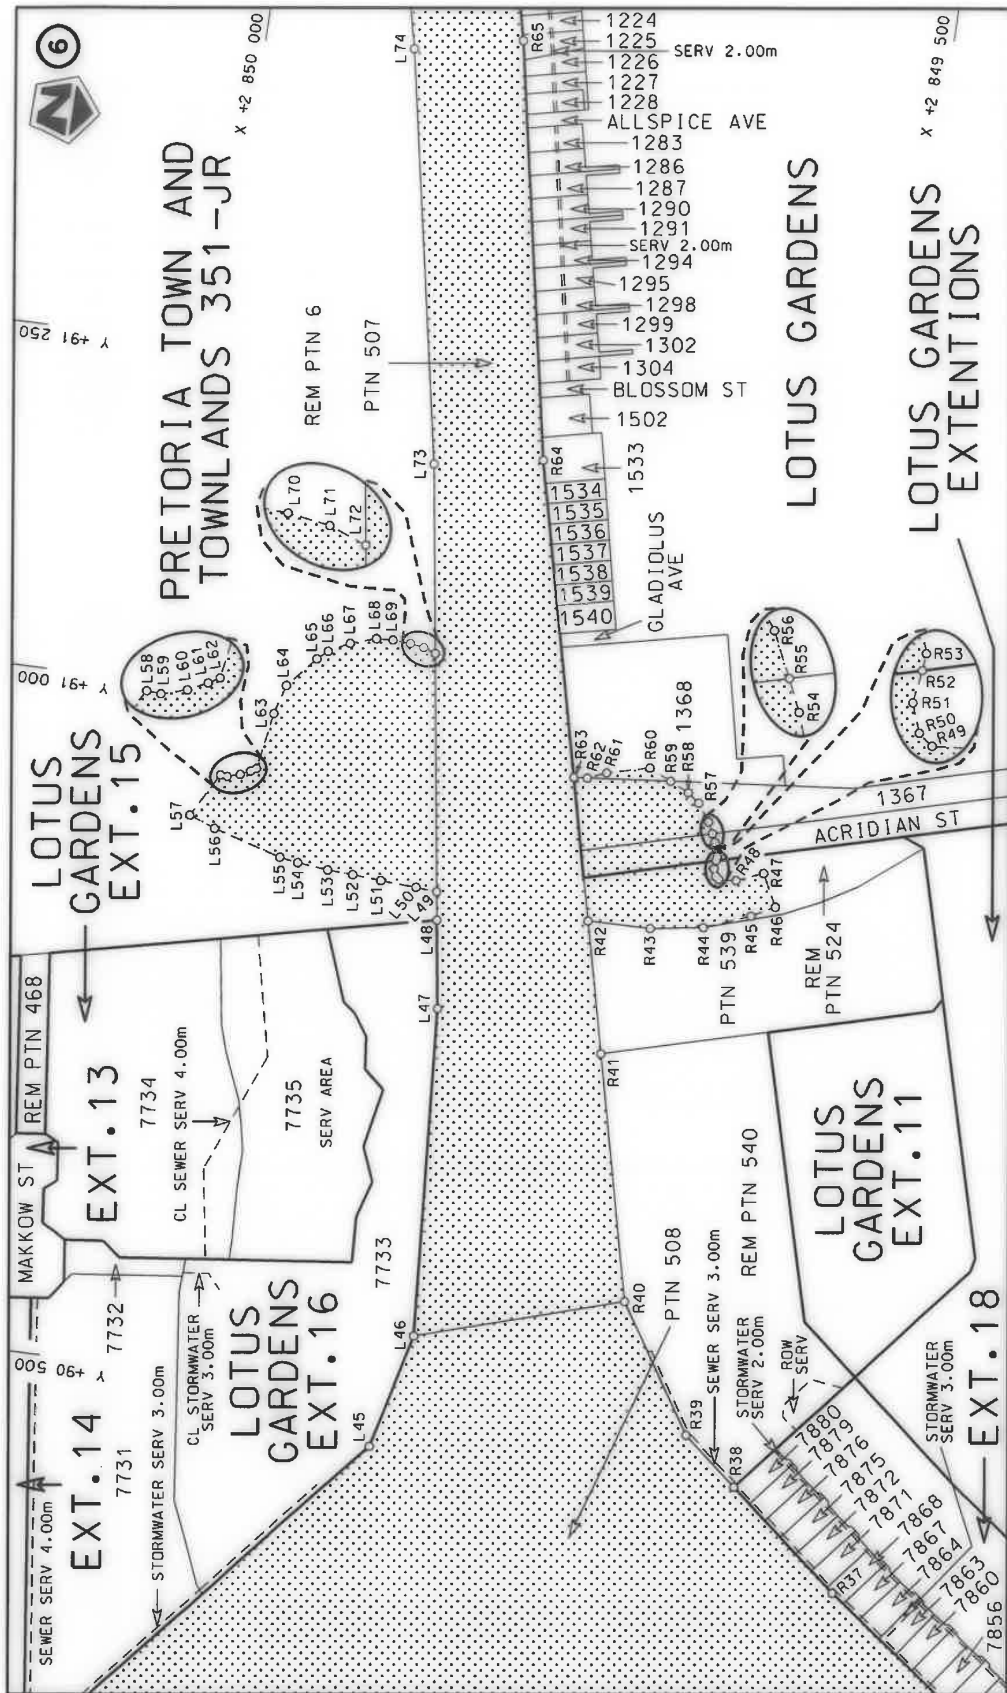 6
N
X +2 850 000
X +2 849 500
Y +91 250
Y +91 000
Y +90 500
PRETORIA TOWN AND
TOWNLANDS 351-JR
REM PTN 6
PTN 507
LOTUS GARDENS
LOTUS GARDENS
EXTENTIONS
L74
L73
L70
L71
L72
L69
L68
L67
L66
L65
L64
L63
L62
L61
L60
L59
L58
L57
L56
L55
L54
L53
L52
L51
L50
L49
L48
L47
L46
L45
R65
R64
R63
R62
R61
R60
R59
R58
R57
R56
R55
R54
R53
R52
R51
R50
R49
R48
R47
R46
R45
R44
R43
R42
R41
R40
R39
R38
R37
1224
1225
SERV 2.00m
1226
1227
1228
ALLSPICE AVE
1283
1286
1287
1290
1291
SERV 2.00m
1294
1295
1298
1299
1302
1304
BLOSSOM ST
1502
1533
1534
1535
1536
1537
1538
1539
1540
GLADIOLUS
AVE
1368
1367
ACRIDIAN ST
PTN 539
REM
PTN 524
LOTUS
GARDENS
EXT.15
REM PTN 468
MAKKOW ST
EXT.13
7734
CL SEWER SERV 4.00m
7735
SERV AREA
7733
7732
LOTUS
GARDENS
EXT.16
CL STORMWATER
SERV 3.00m
STORMWATER SERV 3.00m
7731
EXT.14
SEWER SERV 4.00m
LOTUS
GARDENS
EXT.11
REM PTN 540
PTN 508
SEWER SERV 3.00m
STORMWATER
SERV 2.00m
ROW
SERV
STORMWATER
SERV 3.00m
EXT.18
7880
7879
7876
7875
7872
7871
7868
7867
7864
7863
7860
7856